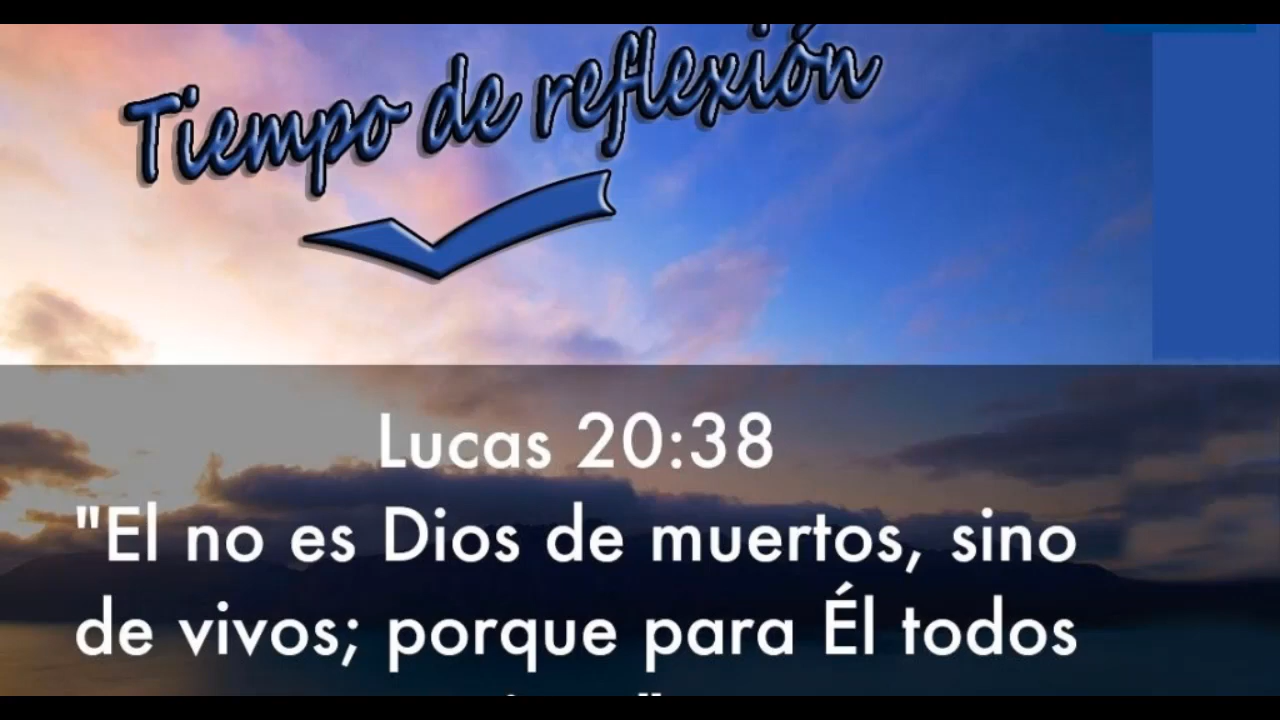 Tiempo de reflexión
Lucas 20:38
"El no es Dios de muertos, sino
de vivos; porque para Él todos